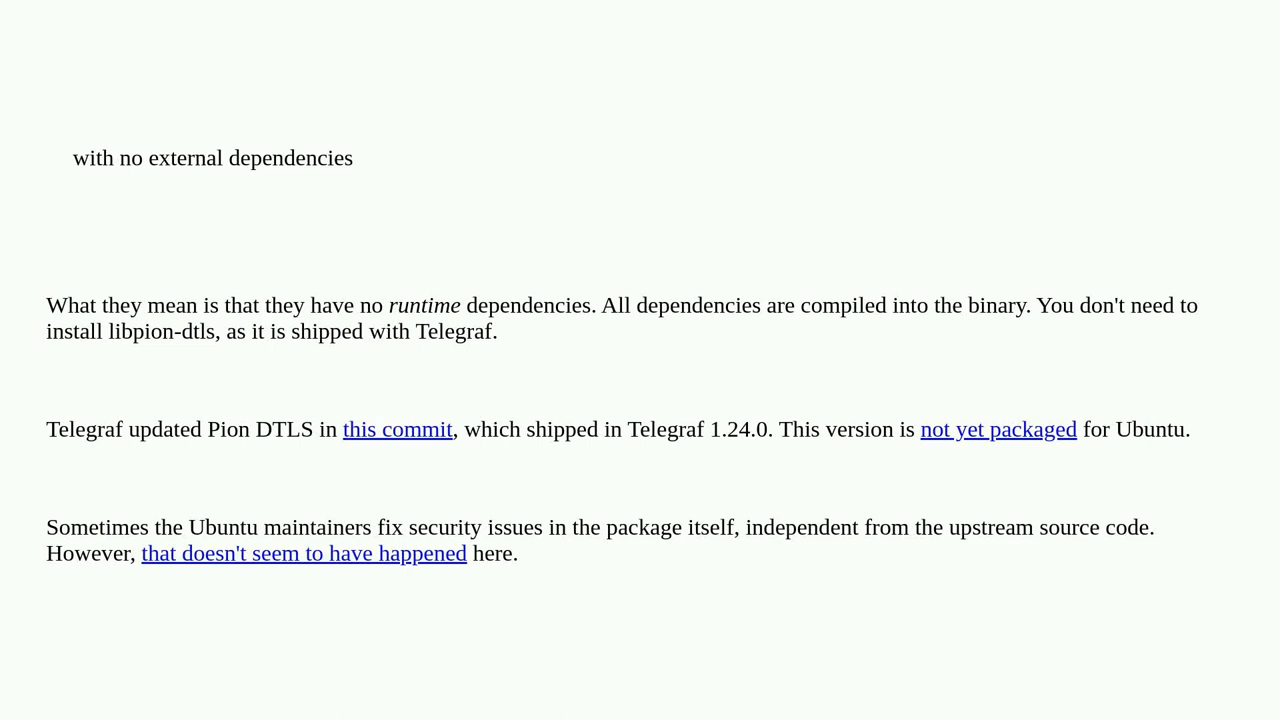 with no external dependencies
What they mean is that they have no runtime dependencies. All dependencies are compiled into the binary. You don't need to
install libpion-dtls, as it is shipped with Telegraf.
Telegraf updated Pion DTLS in this commit, which shipped in Telegraf 1.24.0. This version is not yet packaged for Ubuntu.
Sometimes the Ubuntu maintainers fix security issues in the package itself, independent from the upstream source code.
However, that doesn't seem to have happened here.